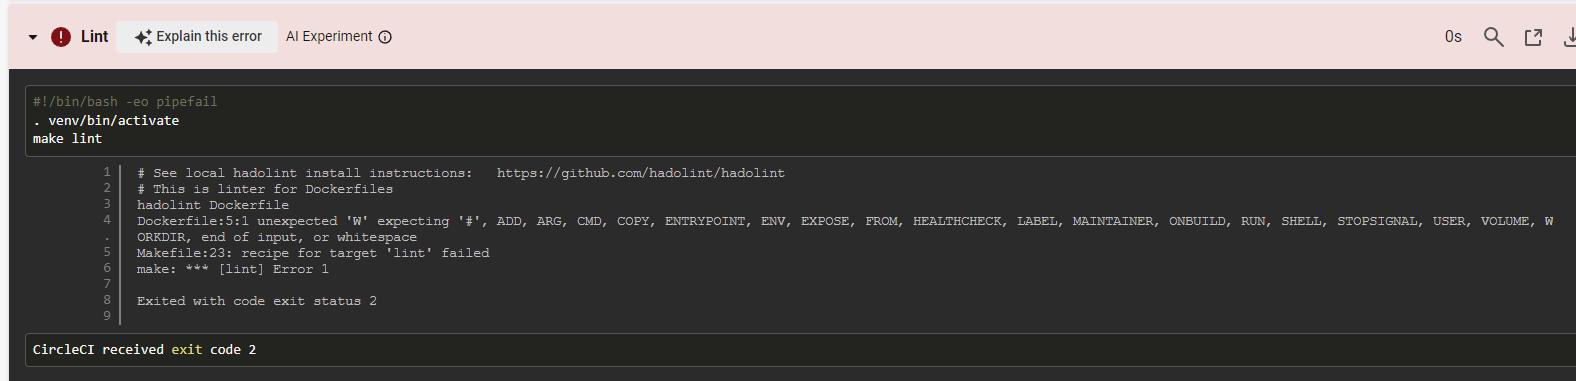 Lint Explain this error AI Experiment 0s
#!/bin/bash -eo pipefail
. venv/bin/activate
make lint
1 # See local hadolint install instructions:   https://github.com/hadolint/hadolint
2 # This is linter for Dockerfiles
3 hadolint Dockerfile
4 Dockerfile:5:1 unexpected 'W' expecting '#', ADD, ARG, CMD, COPY, ENTRYPOINT, ENV, EXPOSE, FROM, HEALTHCHECK, LABEL, MAINTAINER, ONBUILD, RUN, SHELL, STOPSIGNAL, USER, VOLUME, W
. ORKDIR, end of input, or whitespace
5 Makefile:23: recipe for target 'lint' failed
6 make: *** [lint] Error 1
7
8 Exited with code exit status 2
9
CircleCI received exit code 2